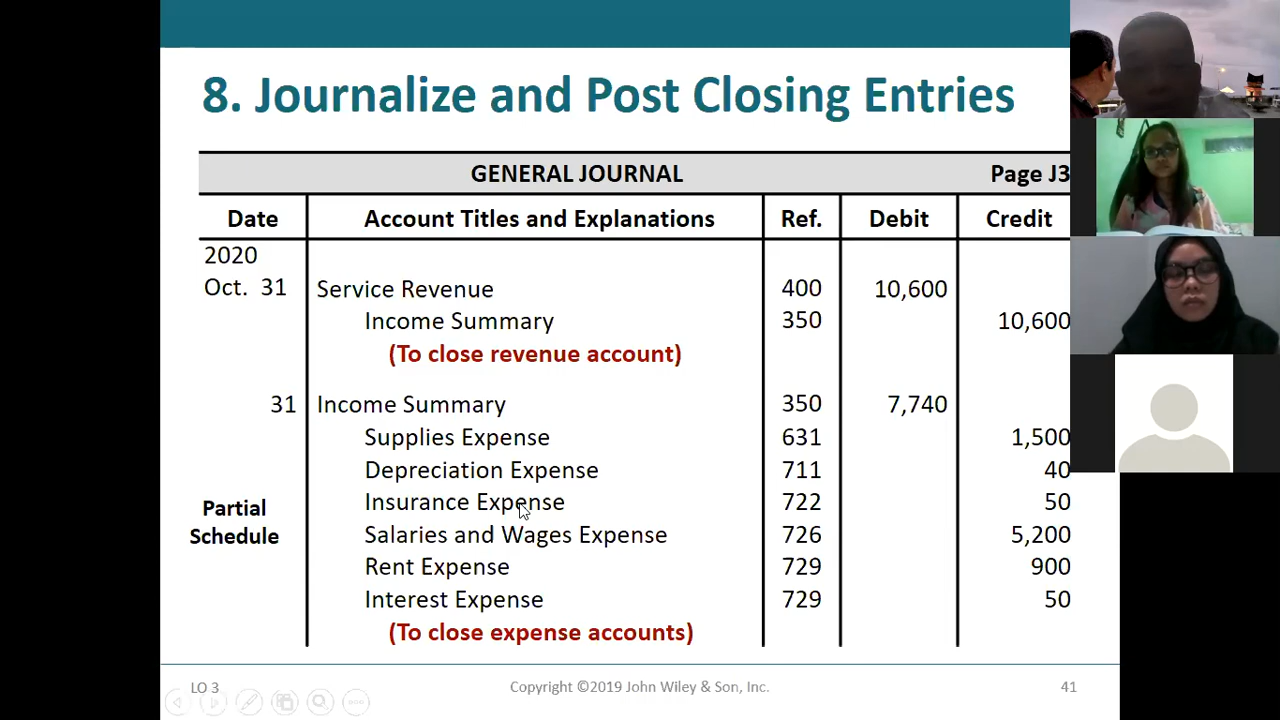 8. Journalize and Post Closing Entries
GENERAL JOURNAL Page J3
Date Account Titles and Explanations Ref. Debit Credit
2020
Oct. 31 Service Revenue 400 10,600
Income Summary 350 10,600
(To close revenue account)
31 Income Summary 350 7,740
Supplies Expense 631 1,500
Depreciation Expense 711 40
Insurance Expense 722 50
Salaries and Wages Expense 726 5,200
Rent Expense 729 900
Interest Expense 729 50
(To close expense accounts)
Partial
Schedule
LO 3 Copyright ©2019 John Wiley & Son, Inc. 41